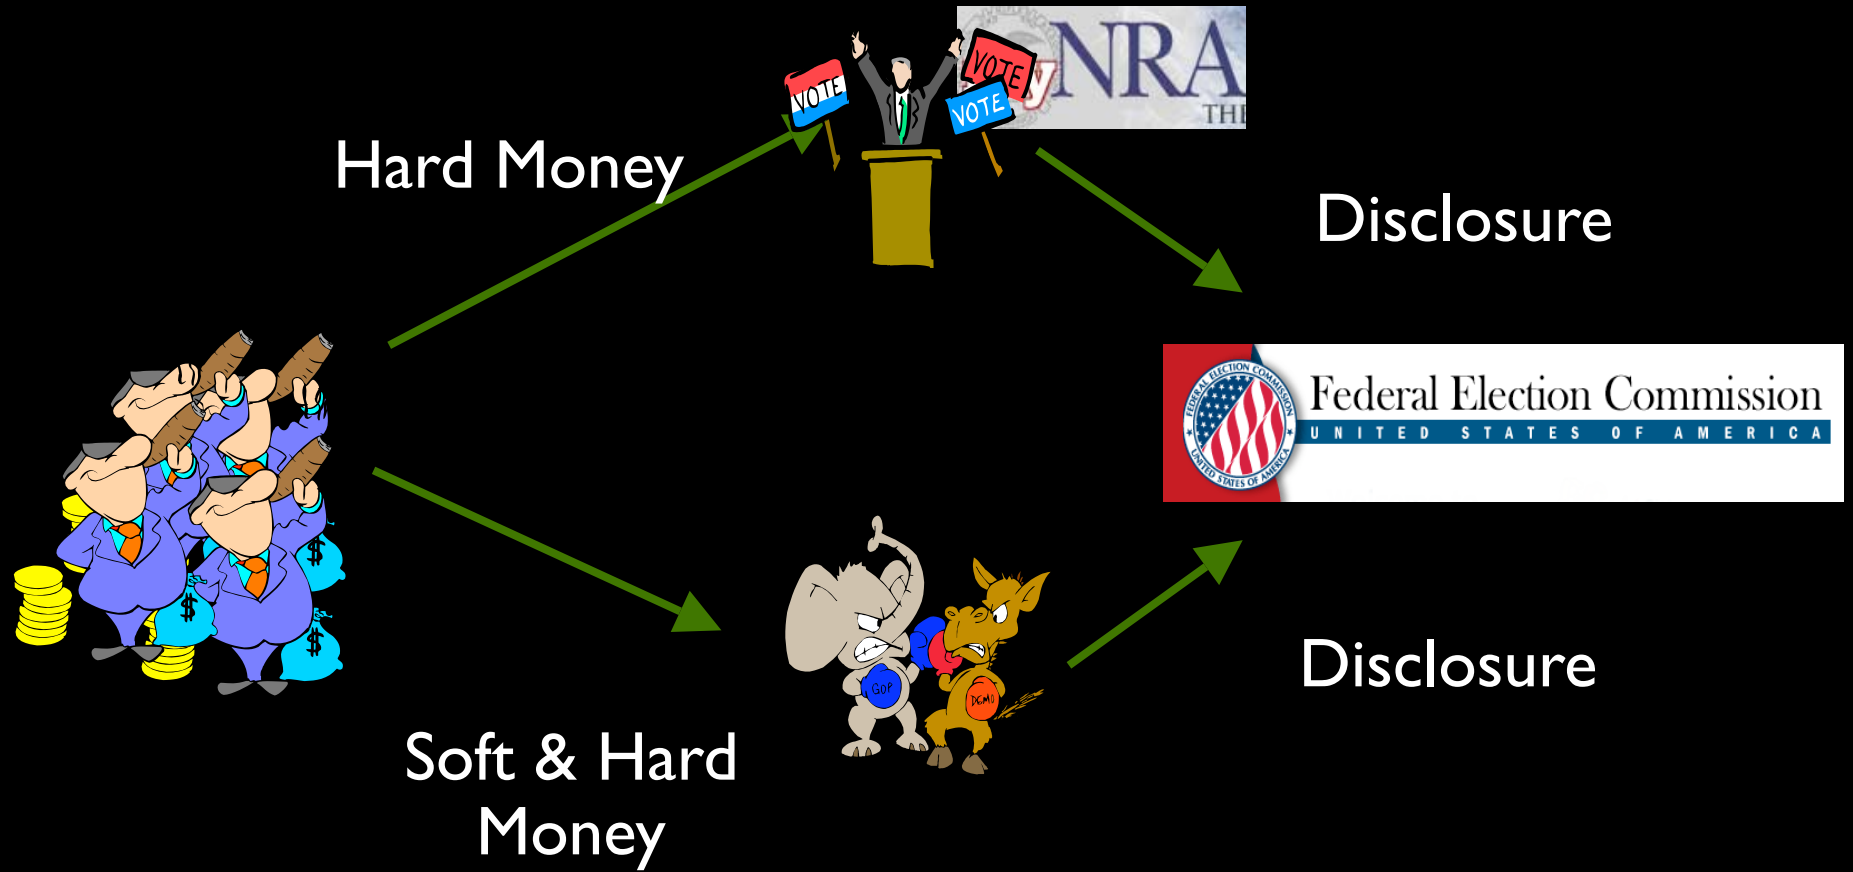 NRA
THE
VOTE
VOTE
VOTE
Hard Money
Disclosure
FEDERAL ELECTION COMMISSION
UNITED STATES OF AMERICA
Federal Election Commission
UNITED STATES OF AMERICA
$
$
$
GOP
DEMO
Disclosure
Soft & Hard
Money